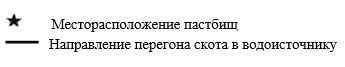 Месторасположение пастбищ
Направление перегона скота в водоисточнику